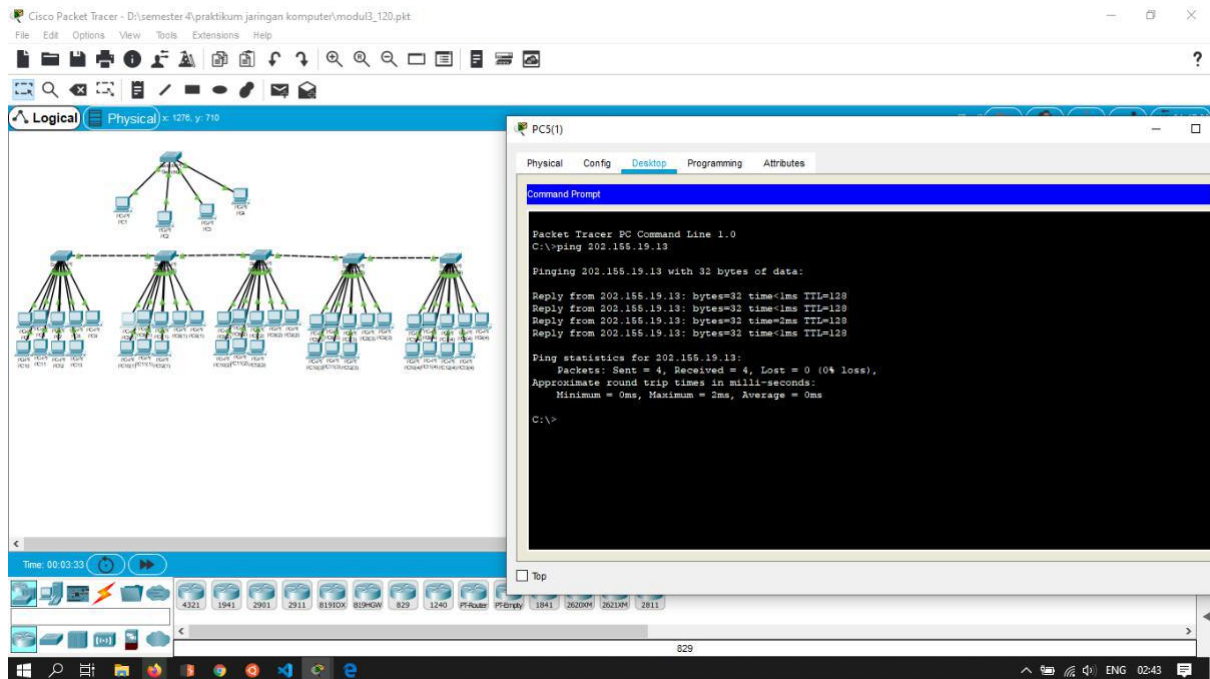 Cisco Packet Tracer - D:\semester 4\praktikum jaringan komputer\modul3_120.pkt
File Edit Options View Tools Extensions Help
?
Logical Physical x: 1276, y: 710
PC5(1)
Physical Config Desktop Programming Attributes
Command Prompt
Packet Tracer PC Command Line 1.0
C:\>ping 202.155.19.13
Pinging 202.155.19.13 with 32 bytes of data:
Reply from 202.155.19.13: bytes=32 time<1ms TTL=128
Reply from 202.155.19.13: bytes=32 time<1ms TTL=128
Reply from 202.155.19.13: bytes=32 time=2ms TTL=128
Reply from 202.155.19.13: bytes=32 time<1ms TTL=128
Ping statistics for 202.155.19.13:
Packets: Sent = 4, Received = 4, Lost = 0 (0% loss),
Approximate round trip times in milli-seconds:
Minimum = 0ms, Maximum = 2ms, Average = 0ms
C:\>
Top
Time: 00:03:33
4321 1941 2901 2911 819IOX 819HGW 829 1240 PT-Router PT-Empty 1841 2620XM 2621XM 2811
829
ENG 02:43